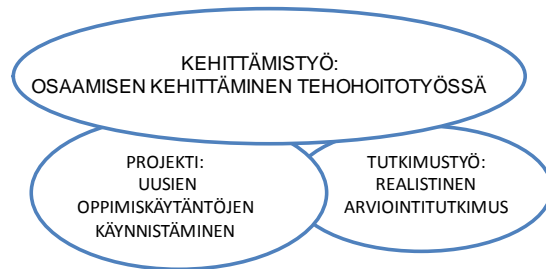 KEHITTÄMISTYÖ:
OSAAMISEN KEHITTÄMINEN TEHOHOITOTYÖSSÄ
PROJEKTI:
UUSIEN
OPPIMISKÄYTÄNTÖJEN
KÄYNNISTÄMINEN
TUTKIMUSTYÖ:
REALISTINEN
ARVIOINTITUTKIMUS